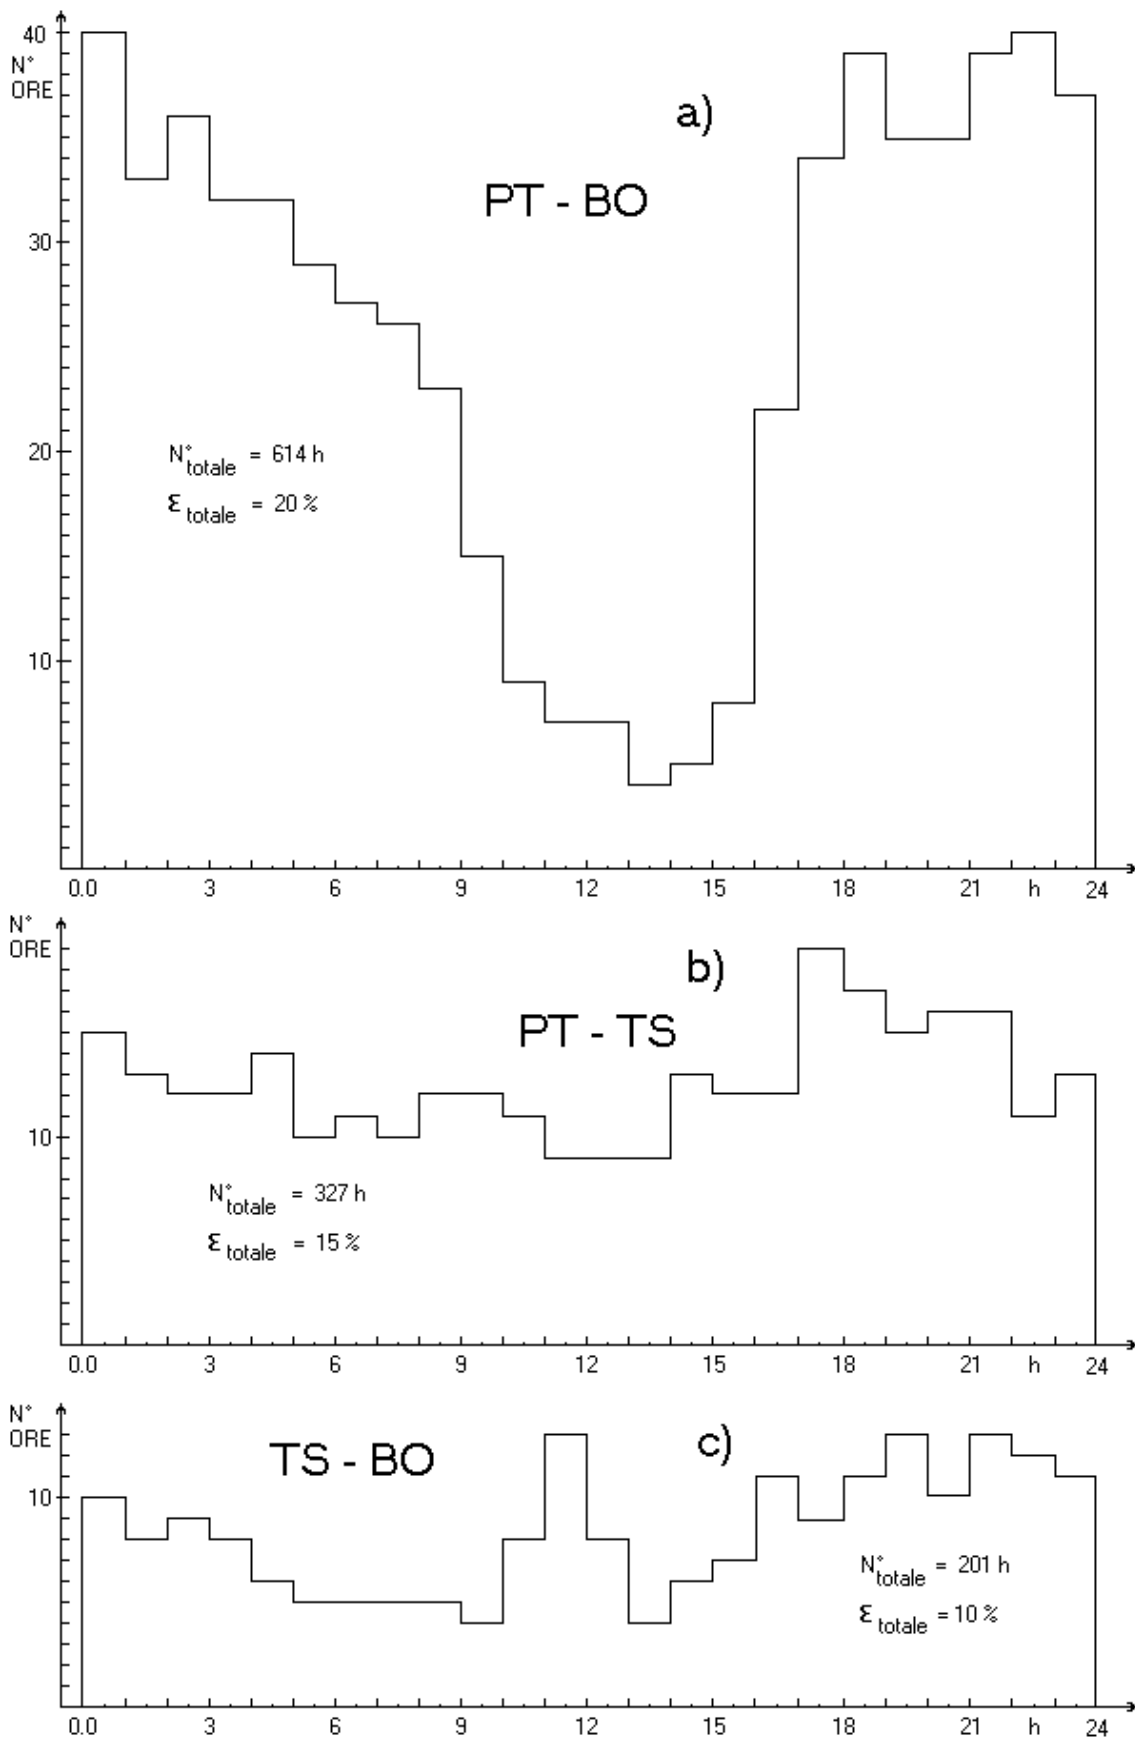 40
N°
ORE
a)
PT - BO
30
20
N° totale = 614 h
ε totale = 20 %
10
0.0 3 6 9 12 15 18 21 h 24
N°
ORE
b)
PT - TS
10
N° totale = 327 h
ε totale = 15 %
0.0 3 6 9 12 15 18 21 h 24
N°
ORE
c)
TS - BO
10
N° totale = 201 h
ε totale = 10 %
0.0 3 6 9 12 15 18 21 h 24